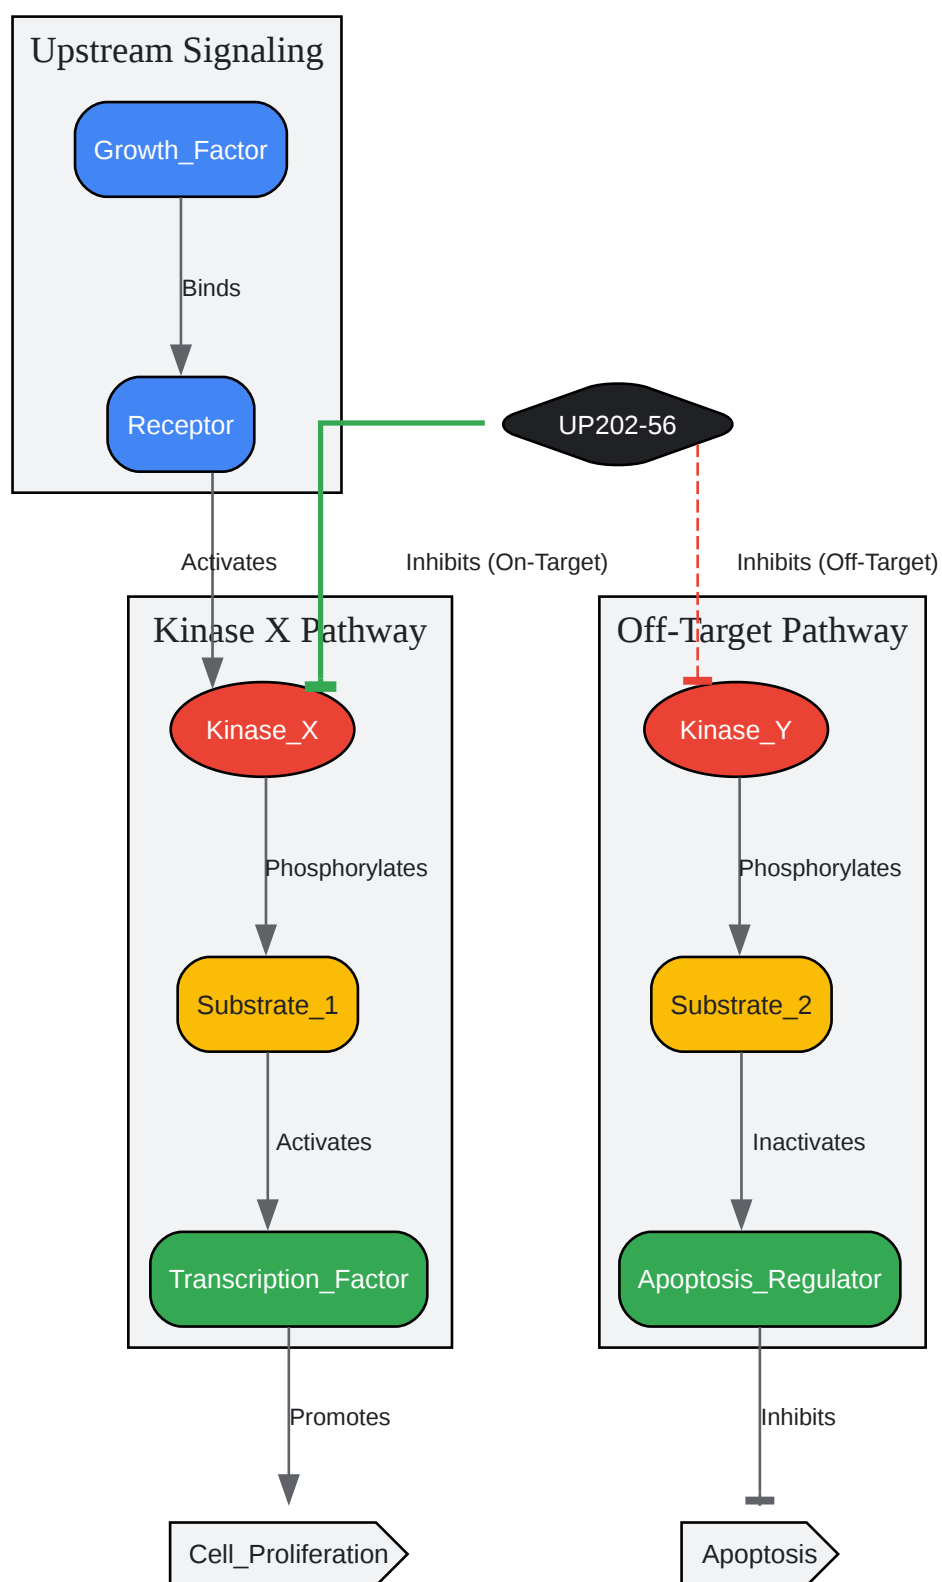 Upstream Signaling
Growth_Factor
Binds
Receptor
UP202-56
Activates
Inhibits (On-Target)
Inhibits (Off-Target)
Kinase X Pathway
Off-Target Pathway
Kinase_X
Kinase_Y
Phosphorylates
Phosphorylates
Substrate_1
Substrate_2
Activates
Inactivates
Transcription_Factor
Apoptosis_Regulator
Promotes
Inhibits
Cell_Proliferation
Apoptosis